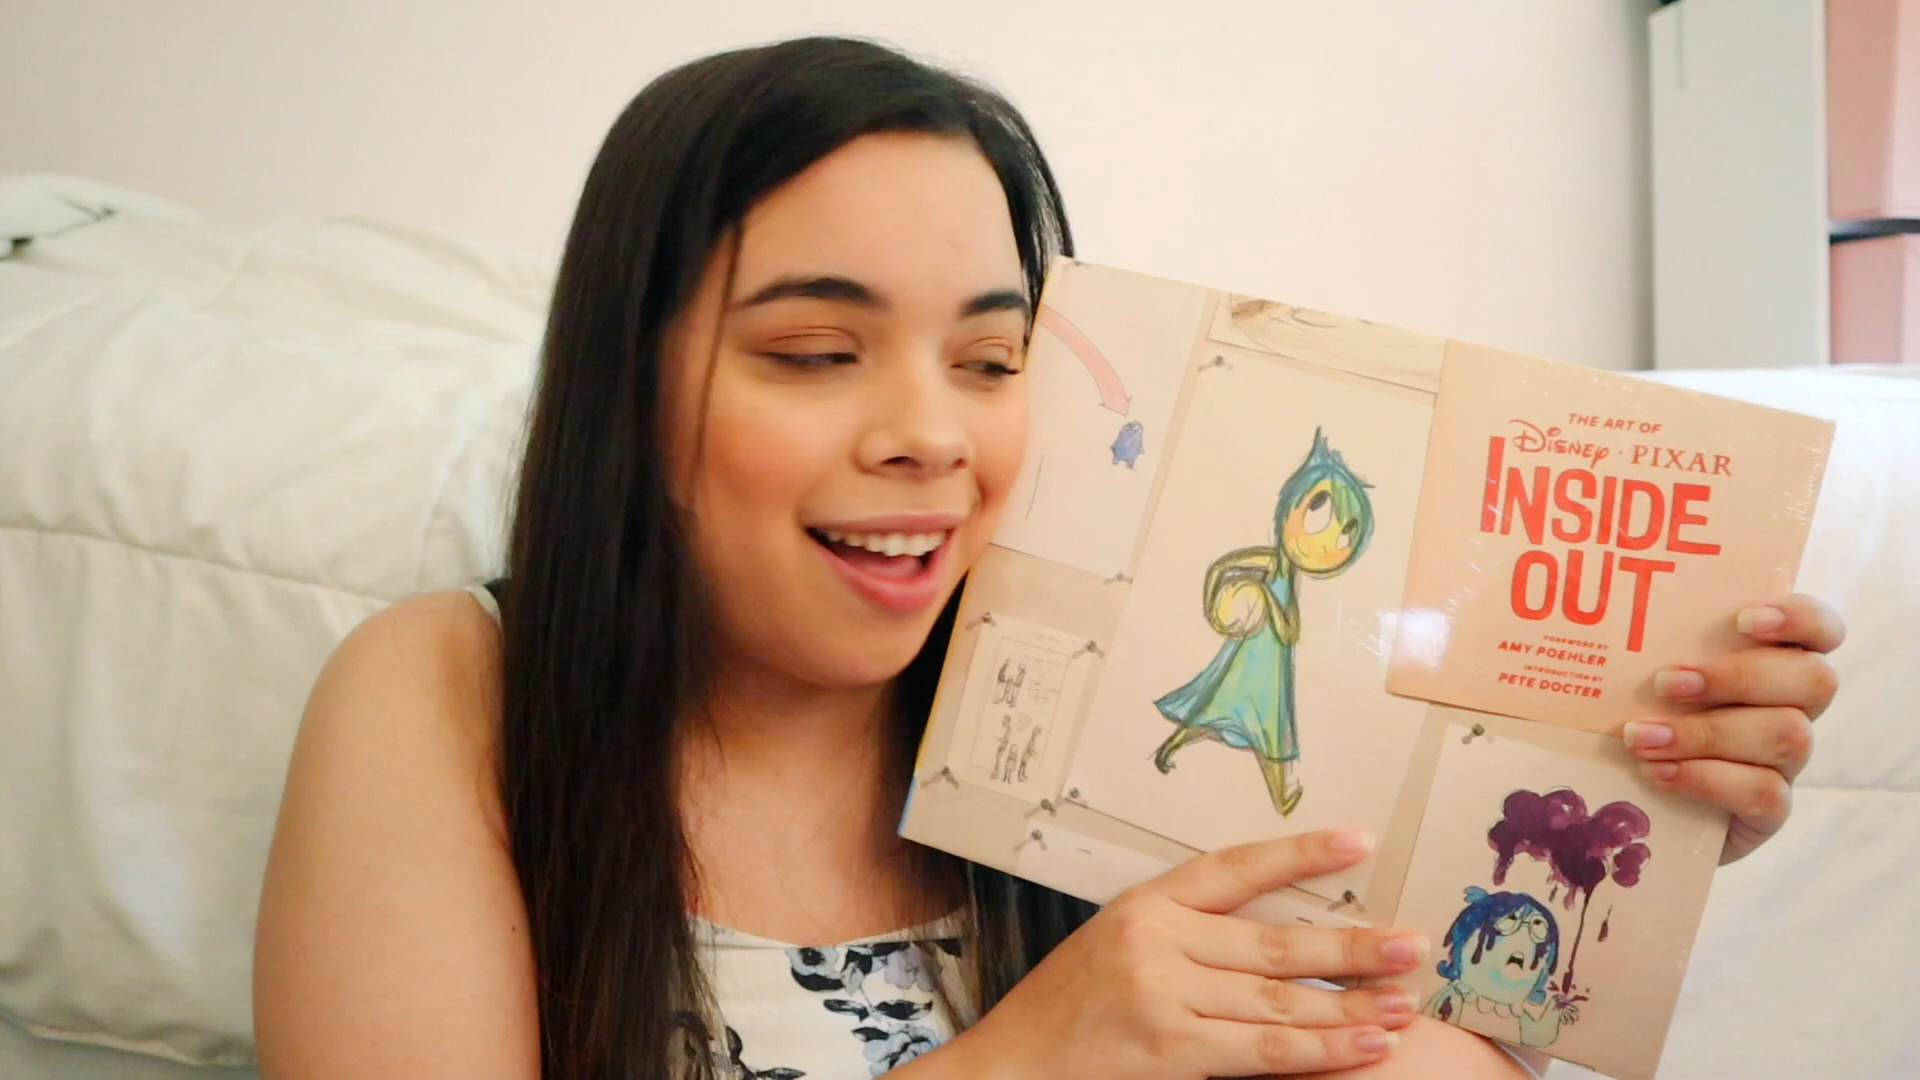 THE ART OF
DISNEY · PIXAR
INSIDE
OUT
FOREWORD BY
AMY POEHLER
INTRODUCTION BY
PETE DOCTER